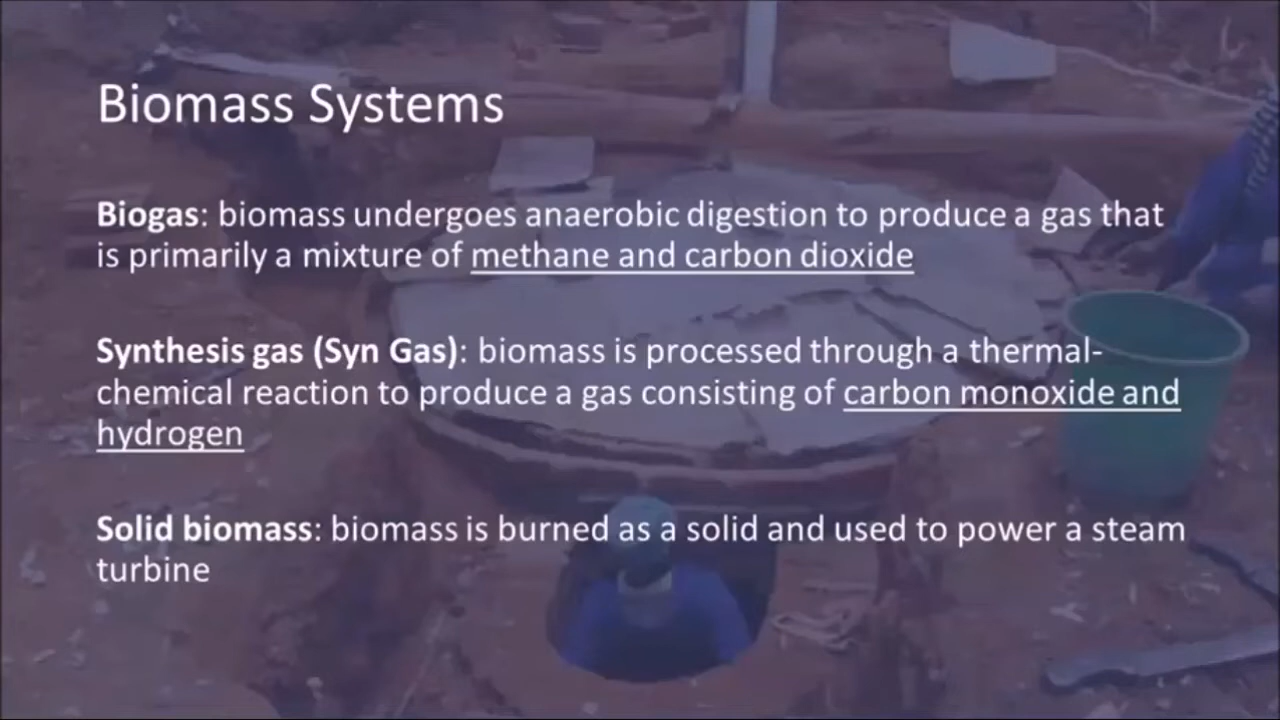 Biomass Systems
Biogas: biomass undergoes anaerobic digestion to produce a gas that
is primarily a mixture of methane and carbon dioxide
Synthesis gas (Syn Gas): biomass is processed through a thermal-
chemical reaction to produce a gas consisting of carbon monoxide and
hydrogen
Solid biomass: biomass is burned as a solid and used to power a steam
turbine